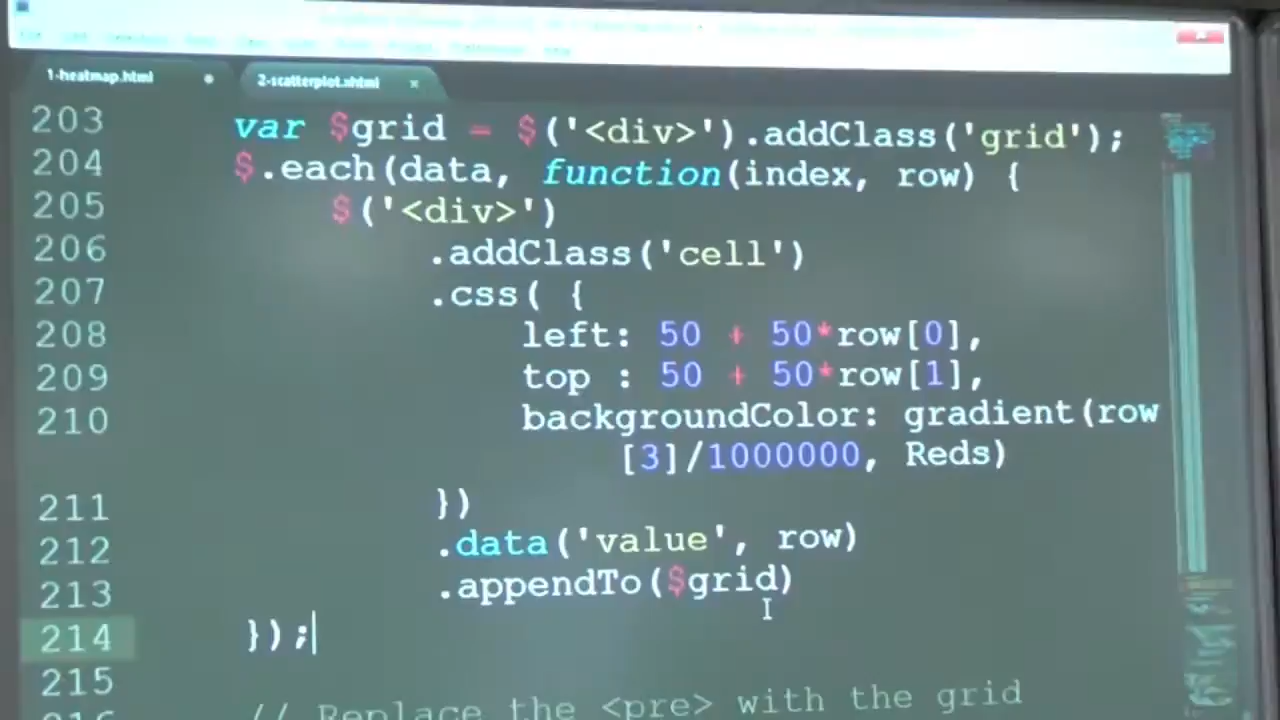 1-heatmap.html
2-scatterplot.xhtml
203 var $grid = $('<div>').addClass('grid');
204 $.each(data, function(index, row) {
205 $('<div>')
206 .addClass('cell')
207 .css( {
208 left: 50 + 50*row[0],
209 top : 50 + 50*row[1],
210 backgroundColor: gradient(row
[3]/1000000, Reds)
211 })
212 .data('value', row)
213 .appendTo($grid)
214 });
215
// Replace the <pre> with the grid